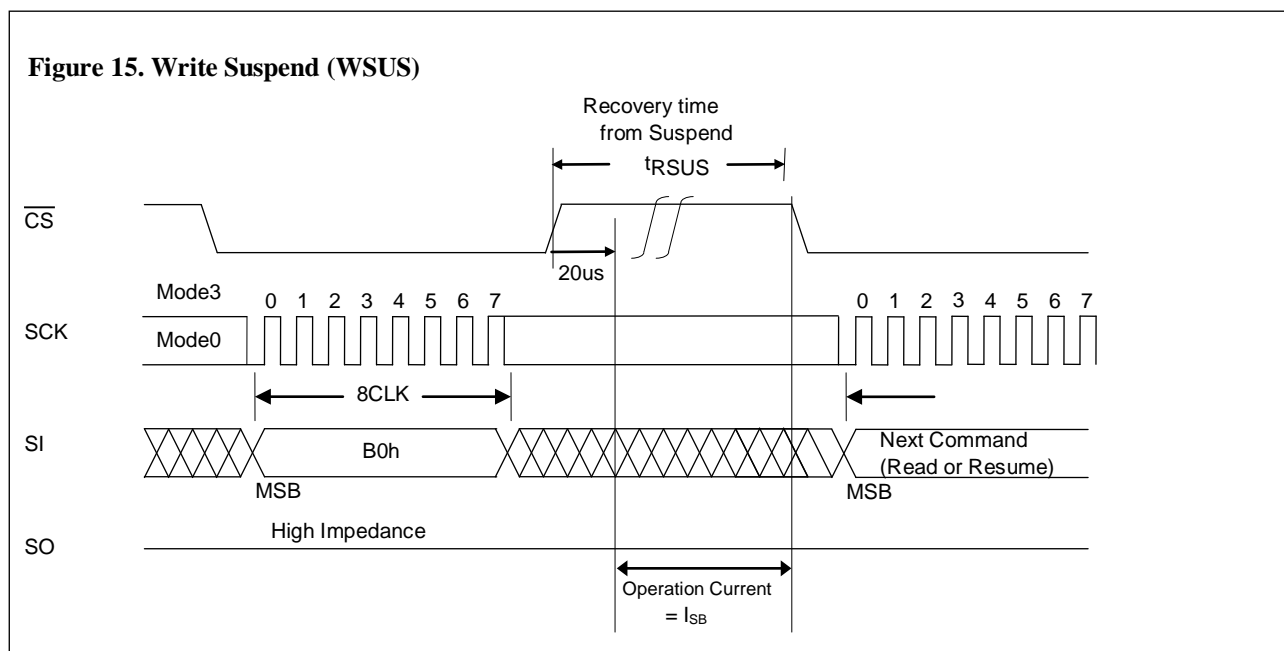 Figure 15. Write Suspend (WSUS)
Recovery time
from Suspend
tRSUS
CS
20us
Mode3
0 1 2 3 4 5 6 7
0 1 2 3 4 5 6 7
SCK
Mode0
8CLK
SI
B0h
Next Command
(Read or Resume)
MSB
MSB
High Impedance
SO
Operation Current
= ISB